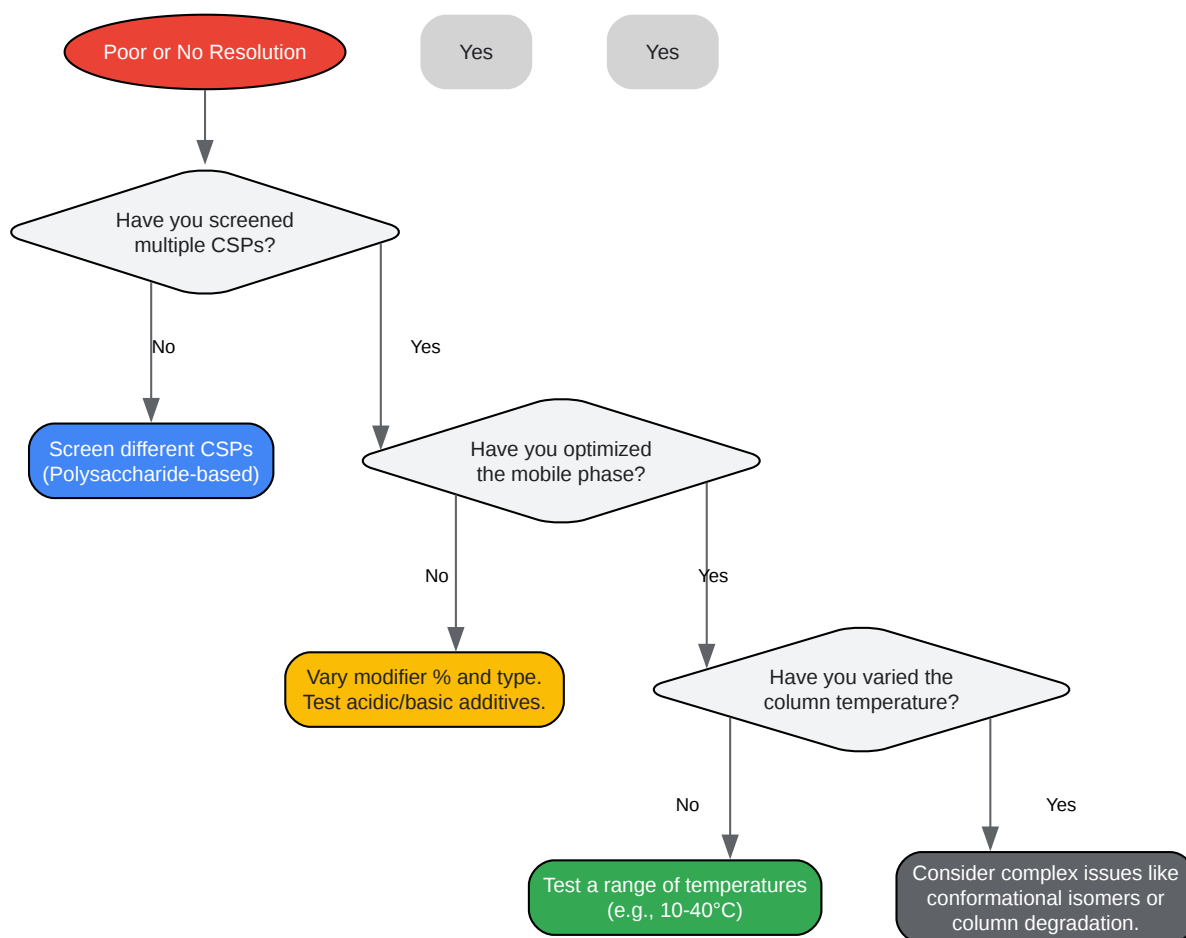 Poor or No Resolution
Yes
Yes
Have you screened
multiple CSPs?
No
Yes
Screen different CSPs
(Polysaccharide-based)
Have you optimized
the mobile phase?
No
Yes
Vary modifier % and type.
Test acidic/basic additives.
Have you varied the
column temperature?
No
Yes
Test a range of temperatures
(e.g., 10-40°C)
Consider complex issues like
conformational isomers or
column degradation.